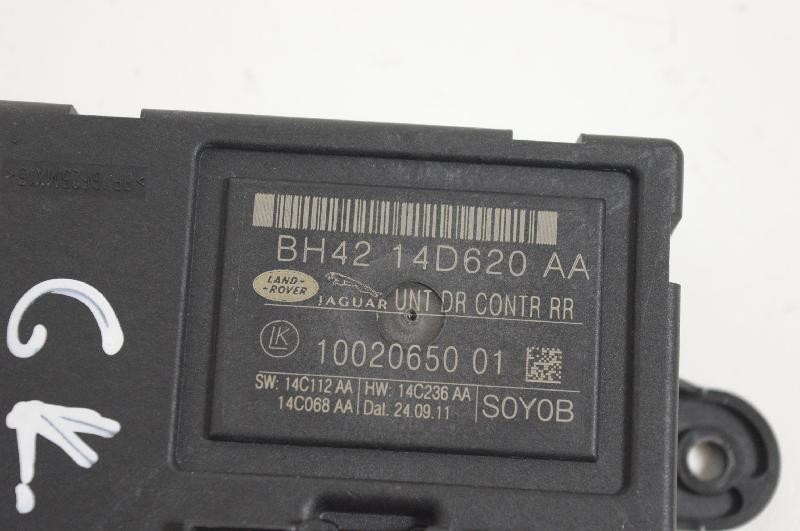 BH42 14D620 AA
LAND ROVER JAGUAR UNT DR CONTR RR
LK 10020650 01
SW: 14C112 AA HW: 14C236 AA
14C068 AA Dat. 24.09.11 S0Y0B